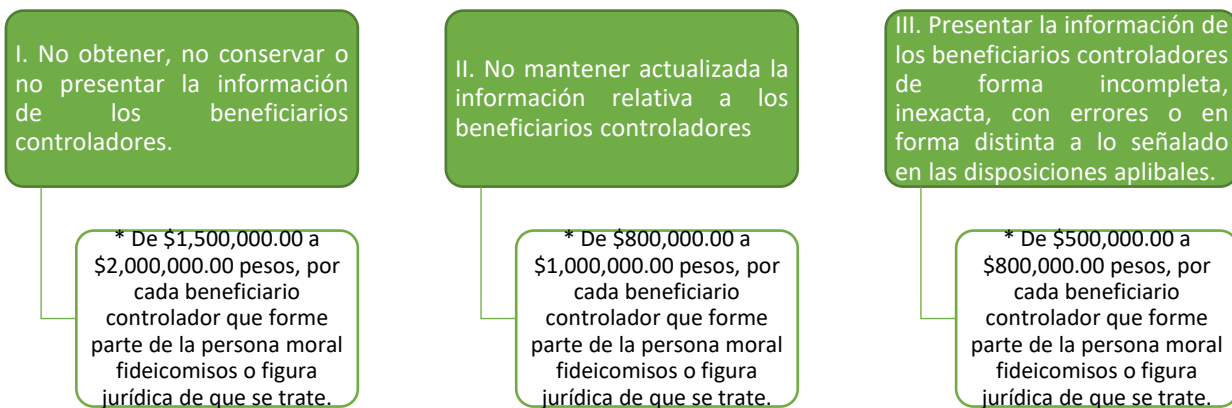 I. No obtener, no conservar o
no presentar la información
de los beneficiarios
controladores.
* De $1,500,000.00 a
$2,000,000.00 pesos, por
cada beneficiario
controlador que forme
parte de la persona moral
fideicomisos o figura
jurídica de que se trate.
II. No mantener actualizada la
información relativa a los
beneficiarios controladores
* De $800,000.00 a
$1,000,000.00 pesos, por
cada beneficiario
controlador que forme
parte de la persona moral
fideicomisos o figura
jurídica de que se trate.
III. Presentar la información de
los beneficiarios controladores
de forma incompleta,
inexacta, con errores o en
forma distinta a lo señalado
en las disposiciones aplibales.
* De $500,000.00 a
$800,000.00 pesos, por
cada beneficiario
controlador que forme
parte de la persona moral
fideicomisos o figura
jurídica de que se trate.